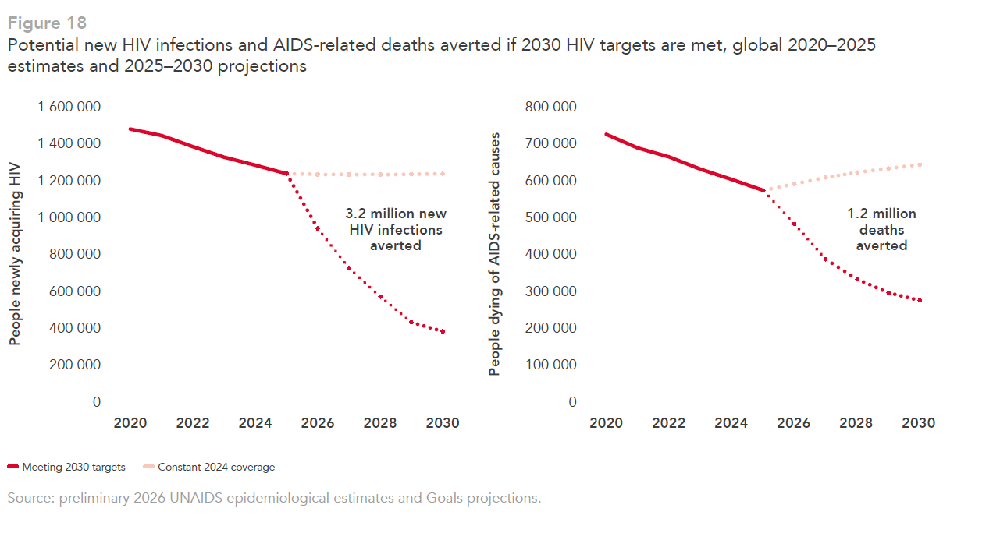 Figure 18
Potential new HIV infections and AIDS-related deaths averted if 2030 HIV targets are met, global 2020–2025
estimates and 2025–2030 projections
People newly acquiring HIV
1 600 000
1 400 000
1 200 000
1 000 000
800 000
600 000
400 000
200 000
0
3.2 million new
HIV infections
averted
2020 2022 2024 2026 2028 2030
People dying of AIDS-related causes
800 000
700 000
600 000
500 000
400 000
300 000
200 000
100 000
0
1.2 million
deaths
averted
2020 2022 2024 2026 2028 2030
Meeting 2030 targets Constant 2024 coverage
Source: preliminary 2026 UNAIDS epidemiological estimates and Goals projections.